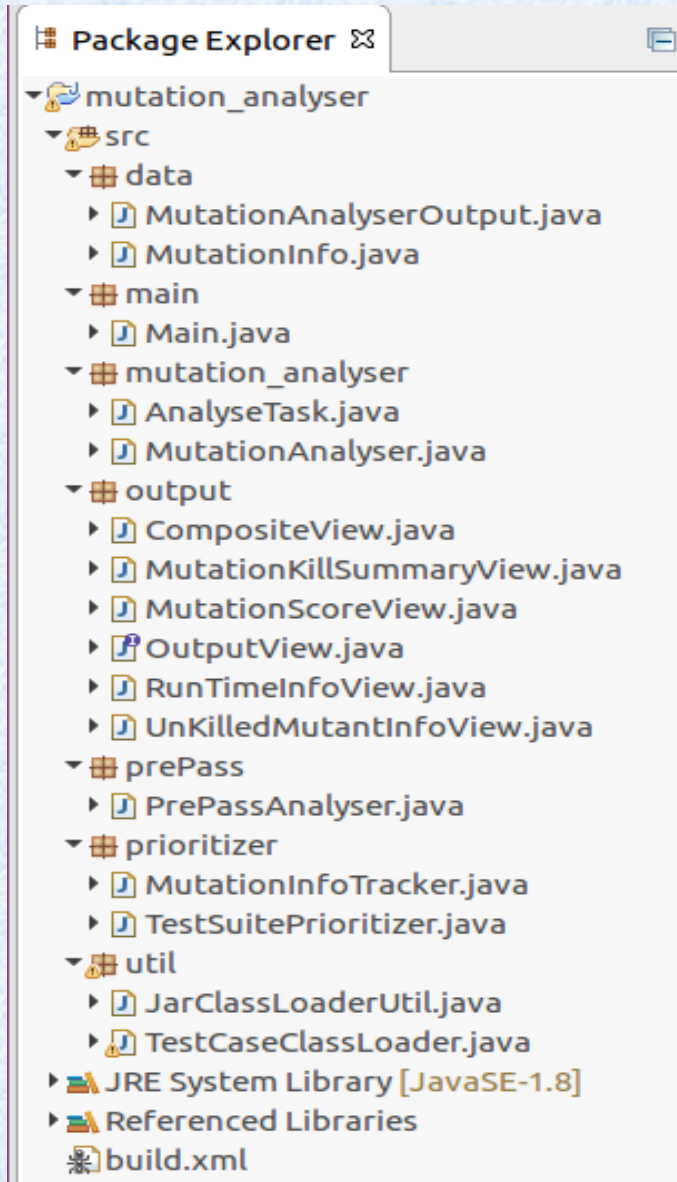 Package Explorer
mutation_analyser
src
data
MutationAnalyserOutput.java
MutationInfo.java
main
Main.java
mutation_analyser
AnalyseTask.java
MutationAnalyser.java
output
CompositeView.java
MutationKillSummaryView.java
MutationScoreView.java
OutputView.java
RunTimeInfoView.java
UnKilledMutantInfoView.java
prePass
PrePassAnalyser.java
prioritizer
MutationInfoTracker.java
TestSuitePrioritizer.java
util
JarClassLoaderUtil.java
TestCaseClassLoader.java
JRE System Library [JavaSE-1.8]
Referenced Libraries
build.xml